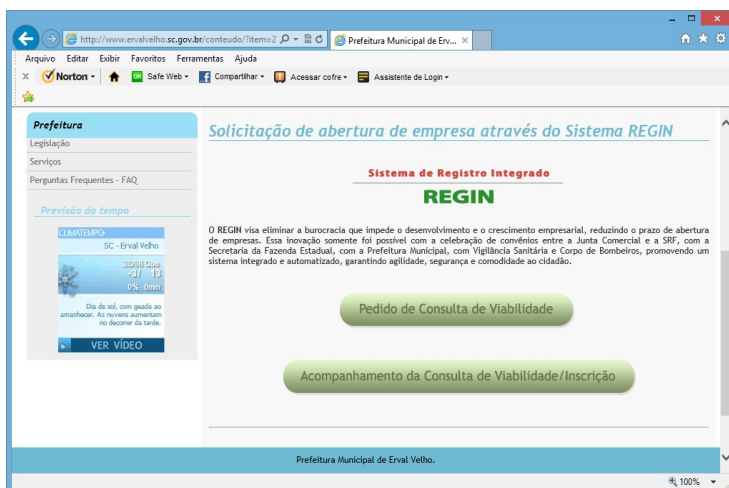 http://www.ervalvelho.sc.gov.br/conteudo/?item=2
Prefeitura Municipal de Erv...
Arquivo Editar Exibir Favoritos Ferramentas Ajuda
Norton Safe Web Compartilhar Acessar cofre Assistente de Login
Prefeitura
Legislação
Serviços
Perguntas Frequentes - FAQ
Previsão do tempo
CLIMATEMPO
SC - Erval Velho
-3/ 13
0% 0mm
Dia de sol, com geada ao
amanhecer. As nuvens aumentam
no decorrer da tarde.
VER VÍDEO
Solicitação de abertura de empresa através do Sistema REGIN
Sistema de Registro Integrado
REGIN
O REGIN visa eliminar a burocracia que impede o desenvolvimento e o crescimento empresarial, reduzindo o prazo de abertura
de empresas. Essa inovação somente foi possível com a celebração de convênios entre a Junta Comercial e a SRF, com a
Secretaria da Fazenda Estadual, com a Prefeitura Municipal, com Vigilância Sanitária e Corpo de Bombeiros, promovendo um
sistema integrado e automatizado, garantindo agilidade, segurança e comodidade ao cidadão.
Pedido de Consulta de Viabilidade
Acompanhamento da Consulta de Viabilidade/Inscrição
Prefeitura Municipal de Erval Velho.
100%